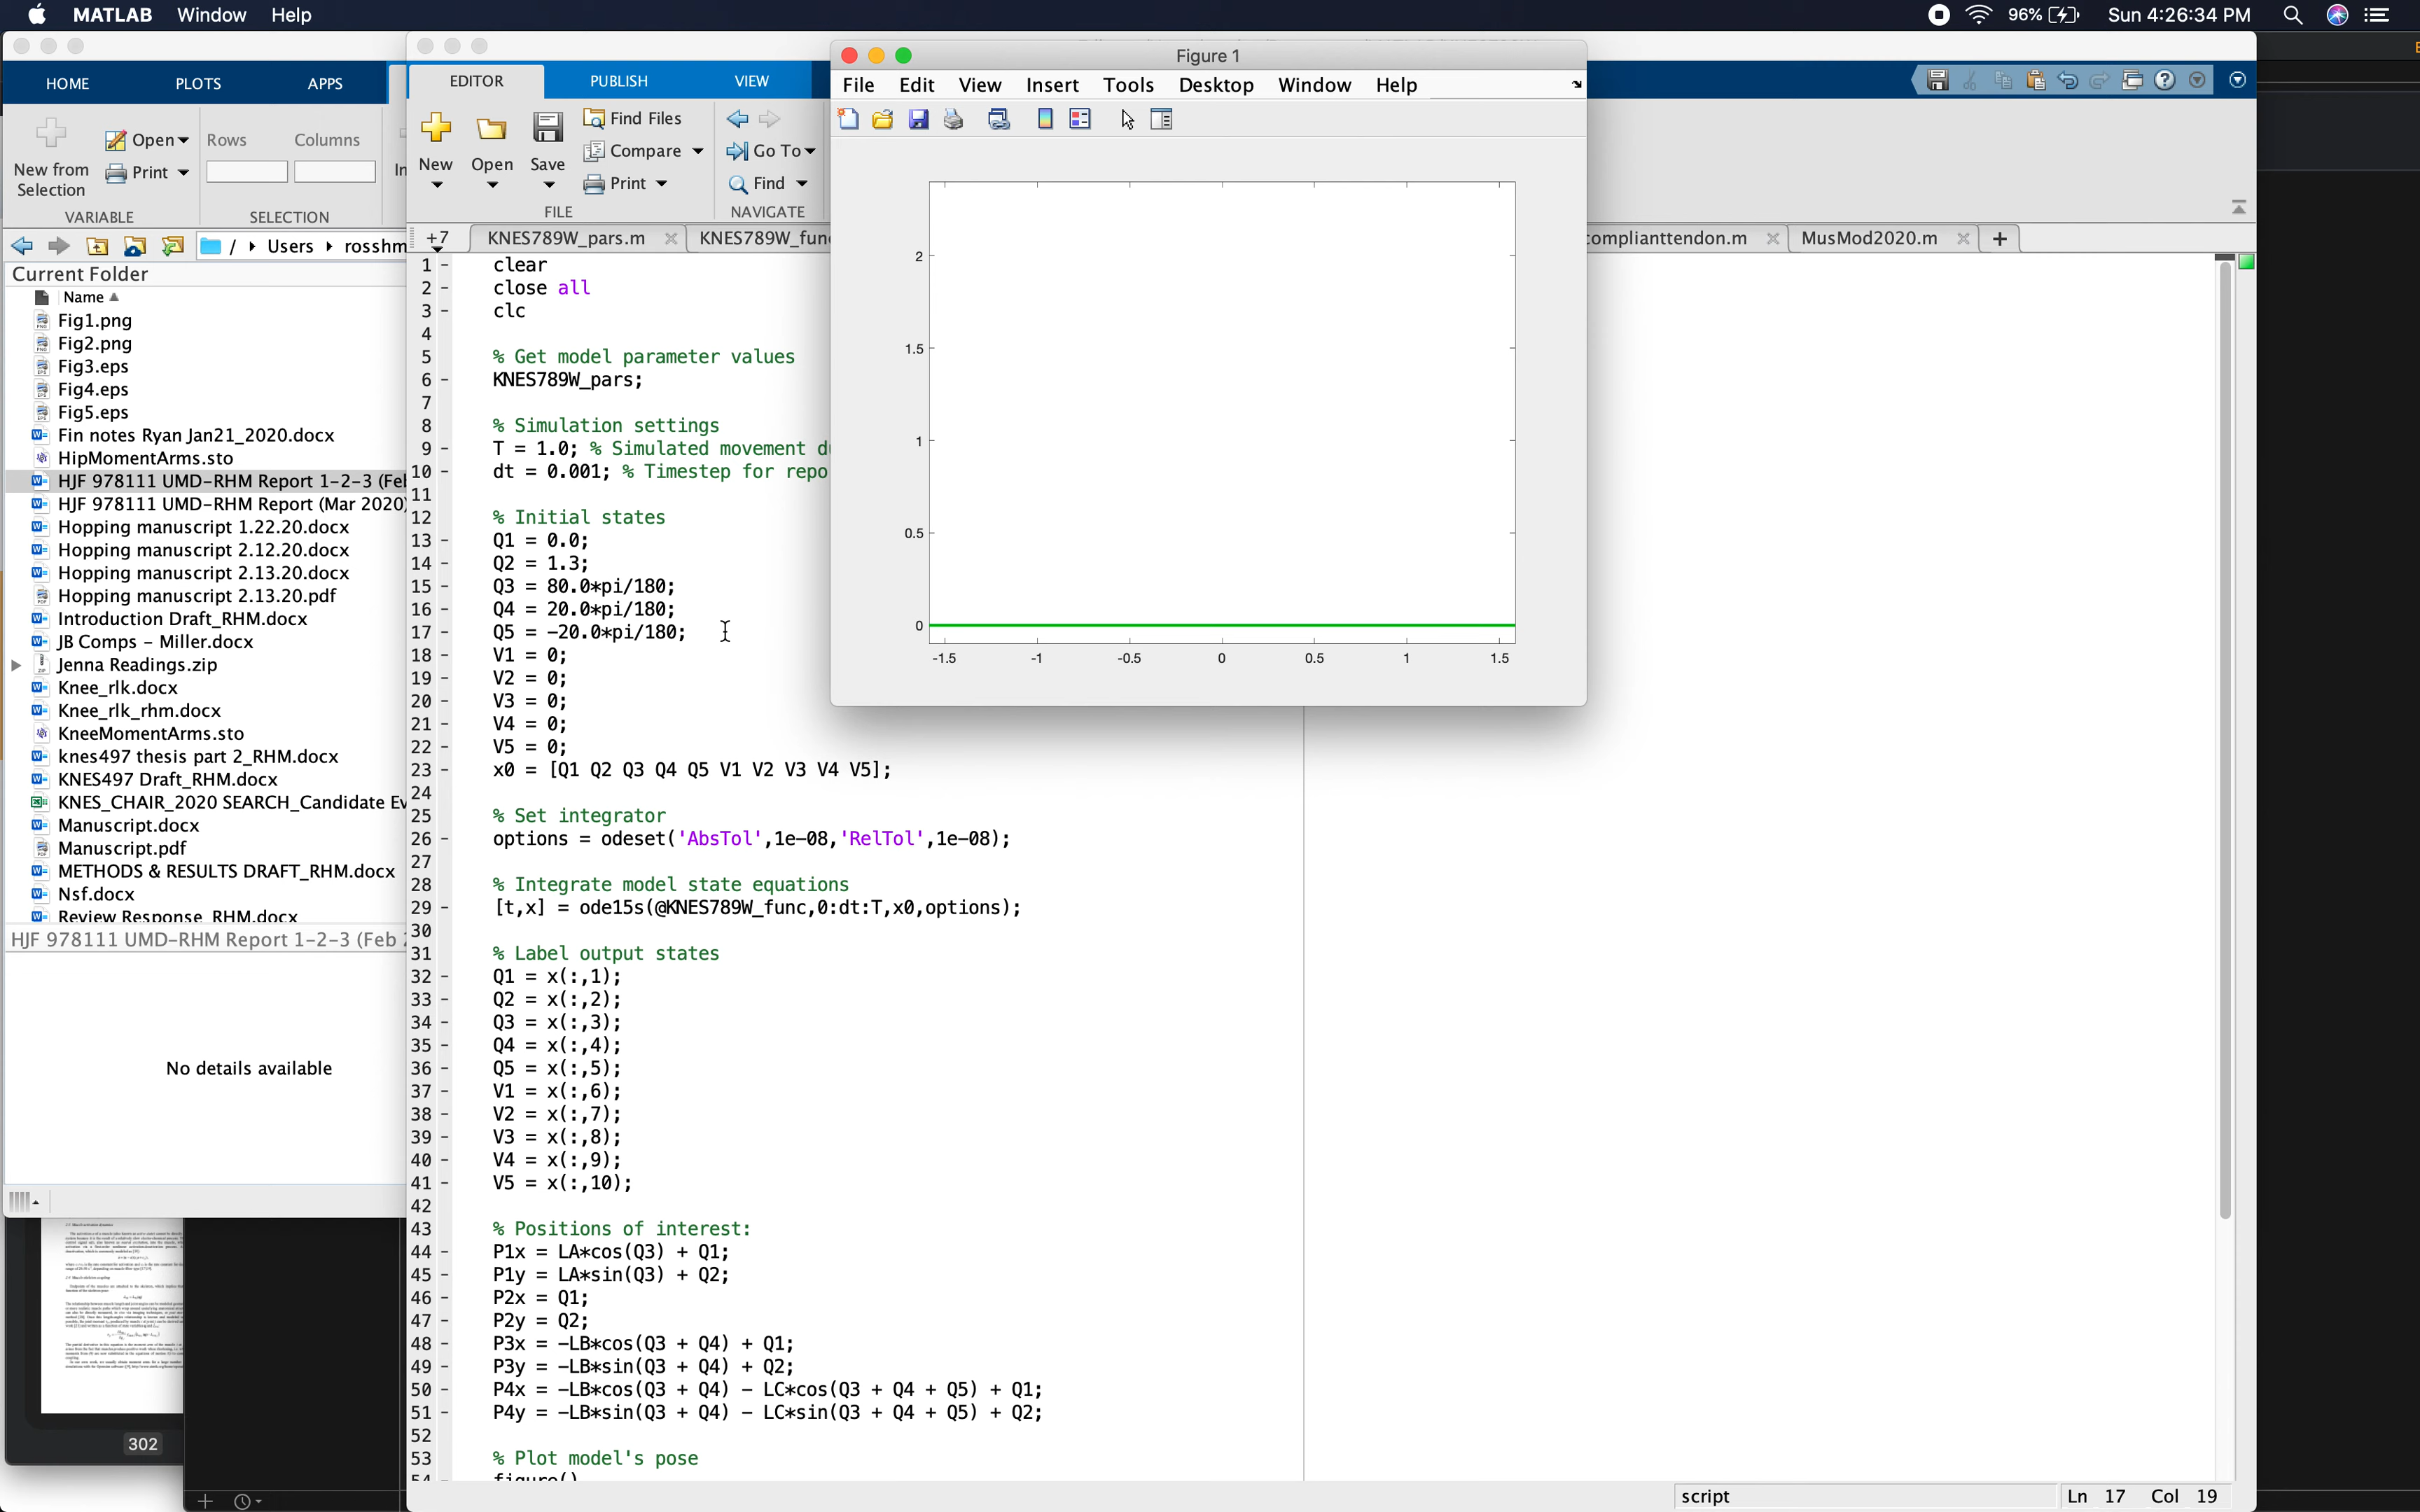 MATLAB Window Help
96% Sun 4:26:34 PM
HOME PLOTS APPS
New from Selection
Open
Print
Rows Columns
VARIABLE SELECTION
/ Users rosshm
Current Folder
Name
Fig1.png
Fig2.png
Fig3.eps
Fig4.eps
Fig5.eps
Fin notes Ryan Jan21_2020.docx
HipMomentArms.sto
HJF 978111 UMD-RHM Report 1-2-3 (Feb
HJF 978111 UMD-RHM Report (Mar 2020)
Hopping manuscript 1.22.20.docx
Hopping manuscript 2.12.20.docx
Hopping manuscript 2.13.20.docx
Hopping manuscript 2.13.20.pdf
Introduction Draft_RHM.docx
JB Comps - Miller.docx
Jenna Readings.zip
Knee_rlk.docx
Knee_rlk_rhm.docx
KneeMomentArms.sto
knes497 thesis part 2_RHM.docx
KNES497 Draft_RHM.docx
KNES_CHAIR_2020 SEARCH_Candidate Ev
Manuscript.docx
Manuscript.pdf
METHODS & RESULTS DRAFT_RHM.docx
Nsf.docx
Review Response_RHM.docx
HJF 978111 UMD-RHM Report 1-2-3 (Feb
No details available
302
EDITOR PUBLISH VIEW
New Open Save
Find Files
Compare
Print
Go To
Find
FILE NAVIGATE
+7 KNES789W_pars.m KNES789W_fun
complianttendon.m MusMod2020.m
1 clear
2 close all
3 clc
4
5 % Get model parameter values
6 KNES789W_pars;
7
8 % Simulation settings
9 T = 1.0; % Simulated movement d
10 dt = 0.001; % Timestep for repo
11
12 % Initial states
13 Q1 = 0.0;
14 Q2 = 1.3;
15 Q3 = 80.0*pi/180;
16 Q4 = 20.0*pi/180;
17 Q5 = -20.0*pi/180;
18 V1 = 0;
19 V2 = 0;
20 V3 = 0;
21 V4 = 0;
22 V5 = 0;
23 x0 = [Q1 Q2 Q3 Q4 Q5 V1 V2 V3 V4 V5];
24
25 % Set integrator
26 options = odeset('AbsTol',1e-08,'RelTol',1e-08);
27
28 % Integrate model state equations
29 [t,x] = ode15s(@KNES789W_func,0:dt:T,x0,options);
30
31 % Label output states
32 Q1 = x(:,1);
33 Q2 = x(:,2);
34 Q3 = x(:,3);
35 Q4 = x(:,4);
36 Q5 = x(:,5);
37 V1 = x(:,6);
38 V2 = x(:,7);
39 V3 = x(:,8);
40 V4 = x(:,9);
41 V5 = x(:,10);
42
43 % Positions of interest:
44 P1x = LA*cos(Q3) + Q1;
45 P1y = LA*sin(Q3) + Q2;
46 P2x = Q1;
47 P2y = Q2;
48 P3x = -LB*cos(Q3 + Q4) + Q1;
49 P3y = -LB*sin(Q3 + Q4) + Q2;
50 P4x = -LB*cos(Q3 + Q4) - LC*cos(Q3 + Q4 + Q5) + Q1;
51 P4y = -LB*sin(Q3 + Q4) - LC*sin(Q3 + Q4 + Q5) + Q2;
52
53 % Plot model's pose
54 figure()
Figure 1
File Edit View Insert Tools Desktop Window Help
2
1.5
1
0.5
0
-1.5 -1 -0.5 0 0.5 1 1.5
script Ln 17 Col 19